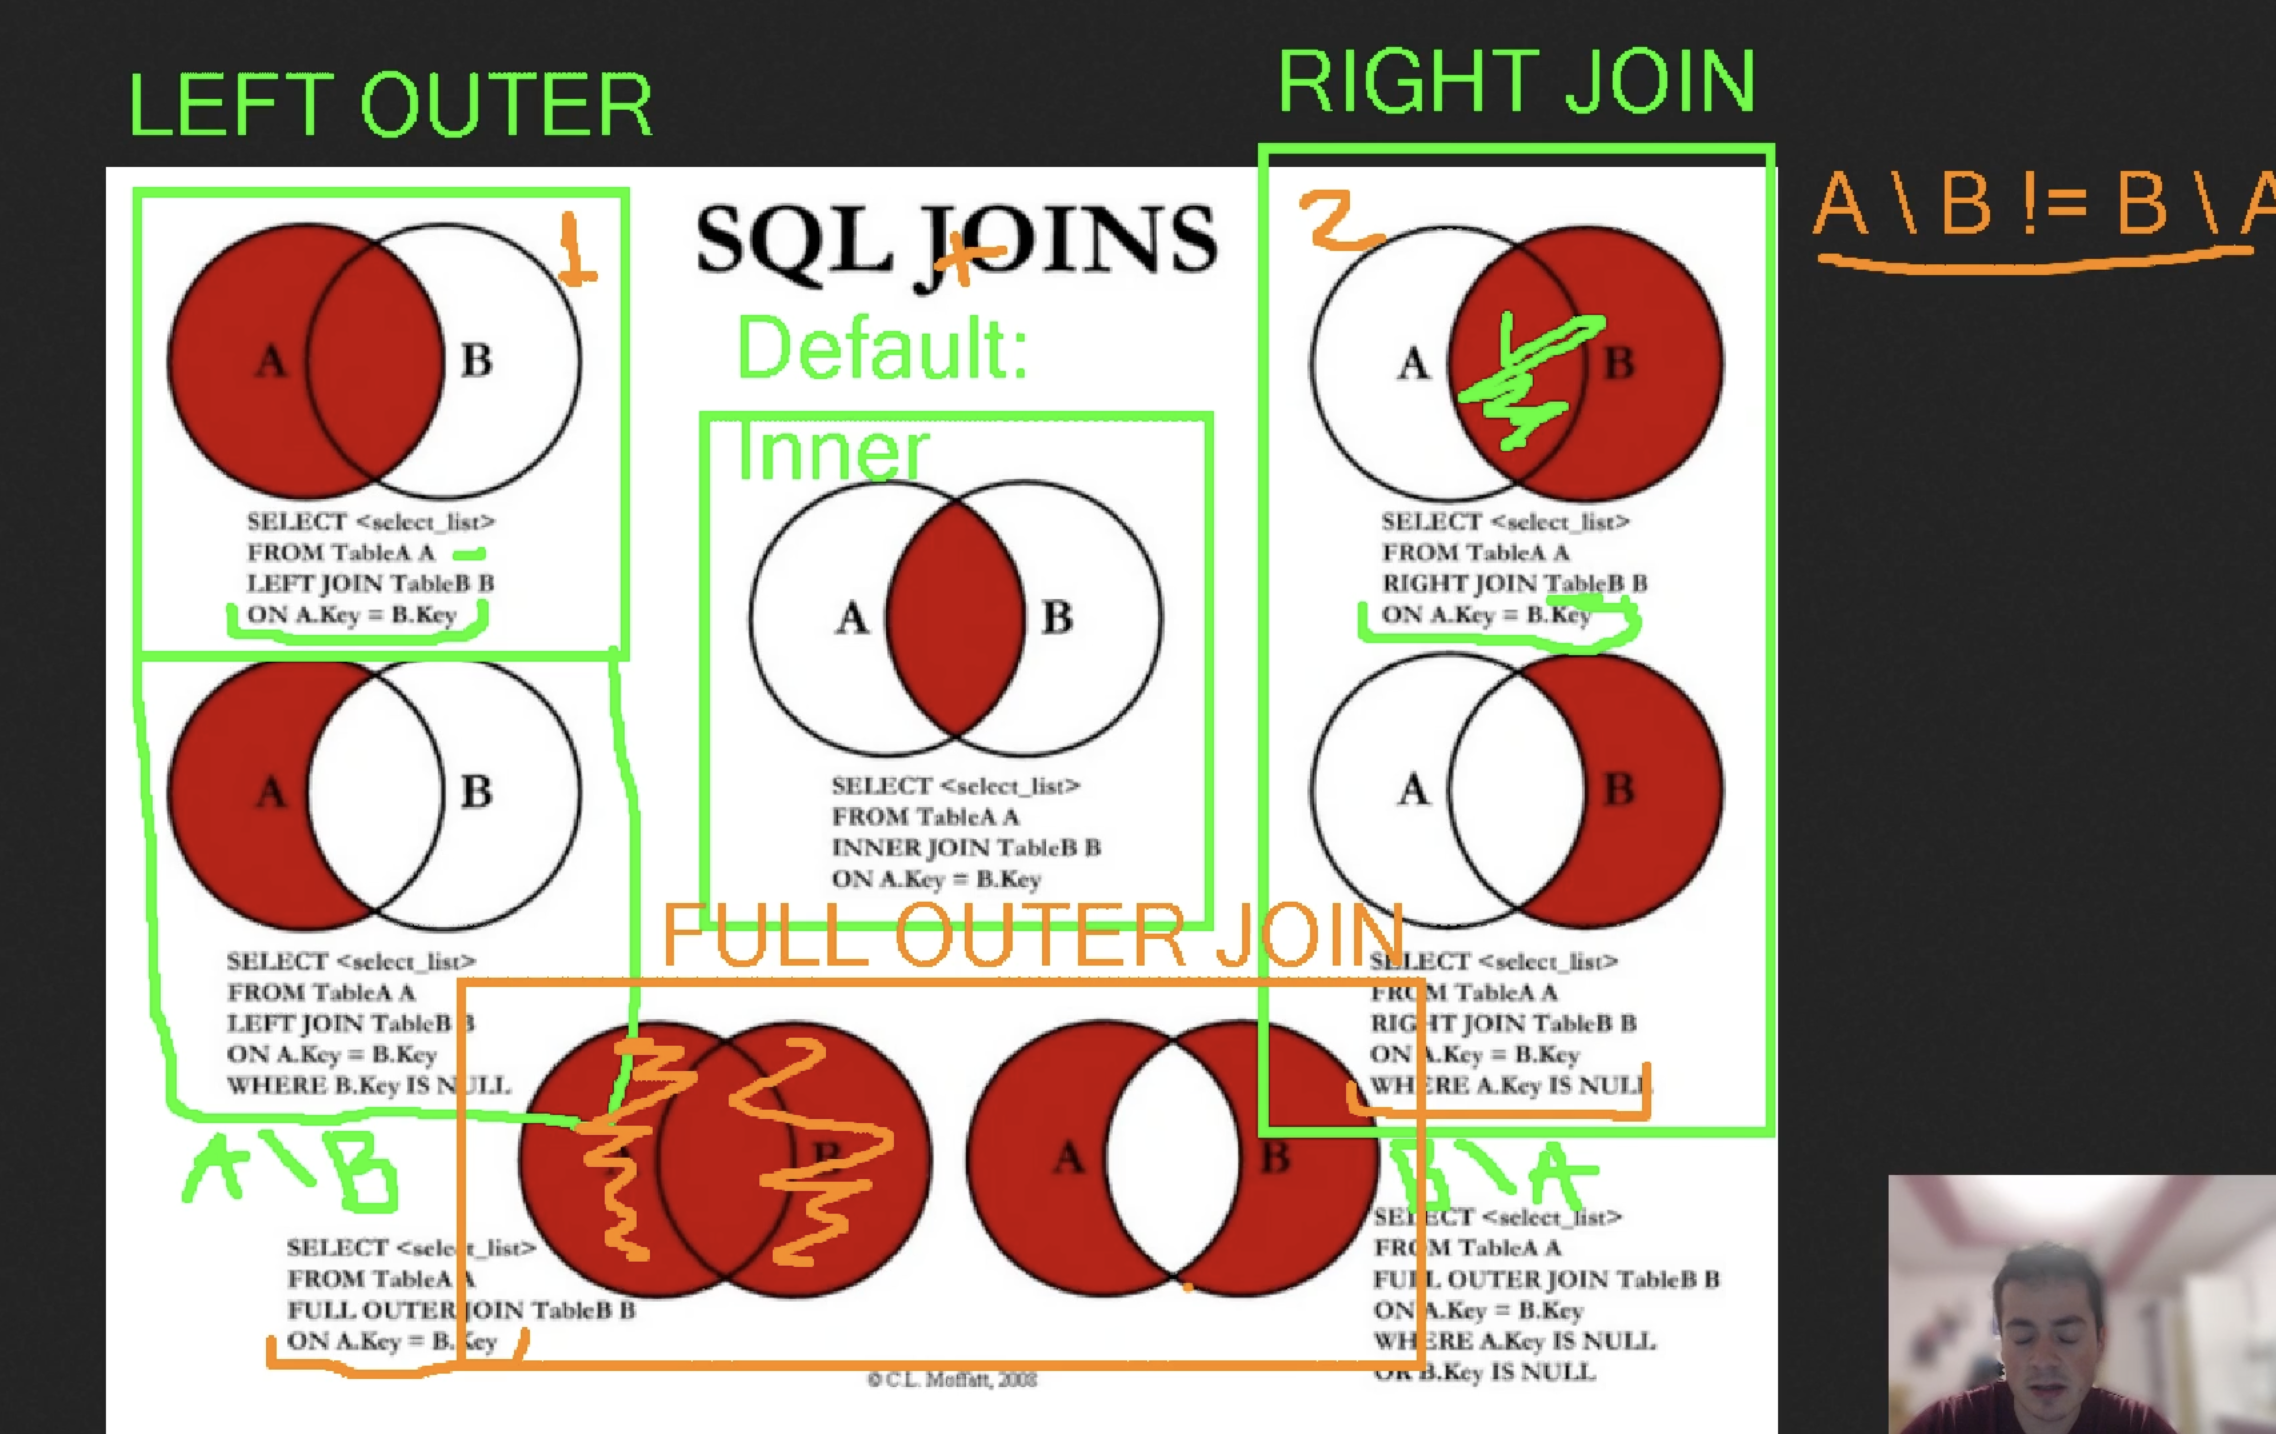 LEFT OUTER
RIGHT JOIN
A \ B != B \ A
1
SQL JOINS
+
2
Default:
Inner
A B
SELECT <select_list>
FROM TableA A
LEFT JOIN TableB B
ON A.Key = B.Key
A B
SELECT <select_list>
FROM TableA A
INNER JOIN TableB B
ON A.Key = B.Key
A B
SELECT <select_list>
FROM TableA A
RIGHT JOIN TableB B
ON A.Key = B.Key
A B
SELECT <select_list>
FROM TableA A
LEFT JOIN TableB B
ON A.Key = B.Key
WHERE B.Key IS NULL
A \ B
A B
SELECT <select_list>
FROM TableA A
RIGHT JOIN TableB B
ON A.Key = B.Key
WHERE A.Key IS NULL
B \ A
FULL OUTER JOIN
A B
SELECT <select_list>
FROM TableA A
FULL OUTER JOIN TableB B
ON A.Key = B.Key
A B
SELECT <select_list>
FROM TableA A
FULL OUTER JOIN TableB B
ON A.Key = B.Key
WHERE A.Key IS NULL
OR B.Key IS NULL
© C.L. Moffatt, 2008